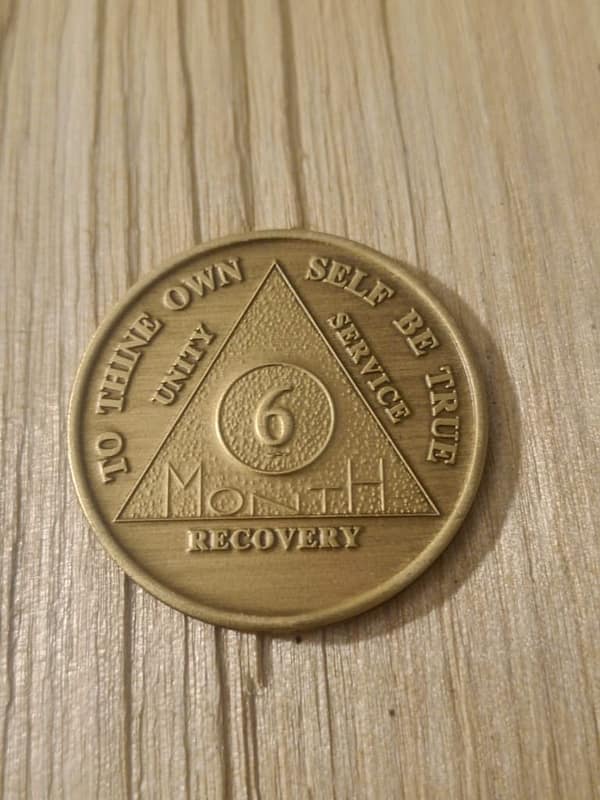 TO THINE OWN SELF BE TRUE
UNITY
SERVICE
6
MONTH
RECOVERY